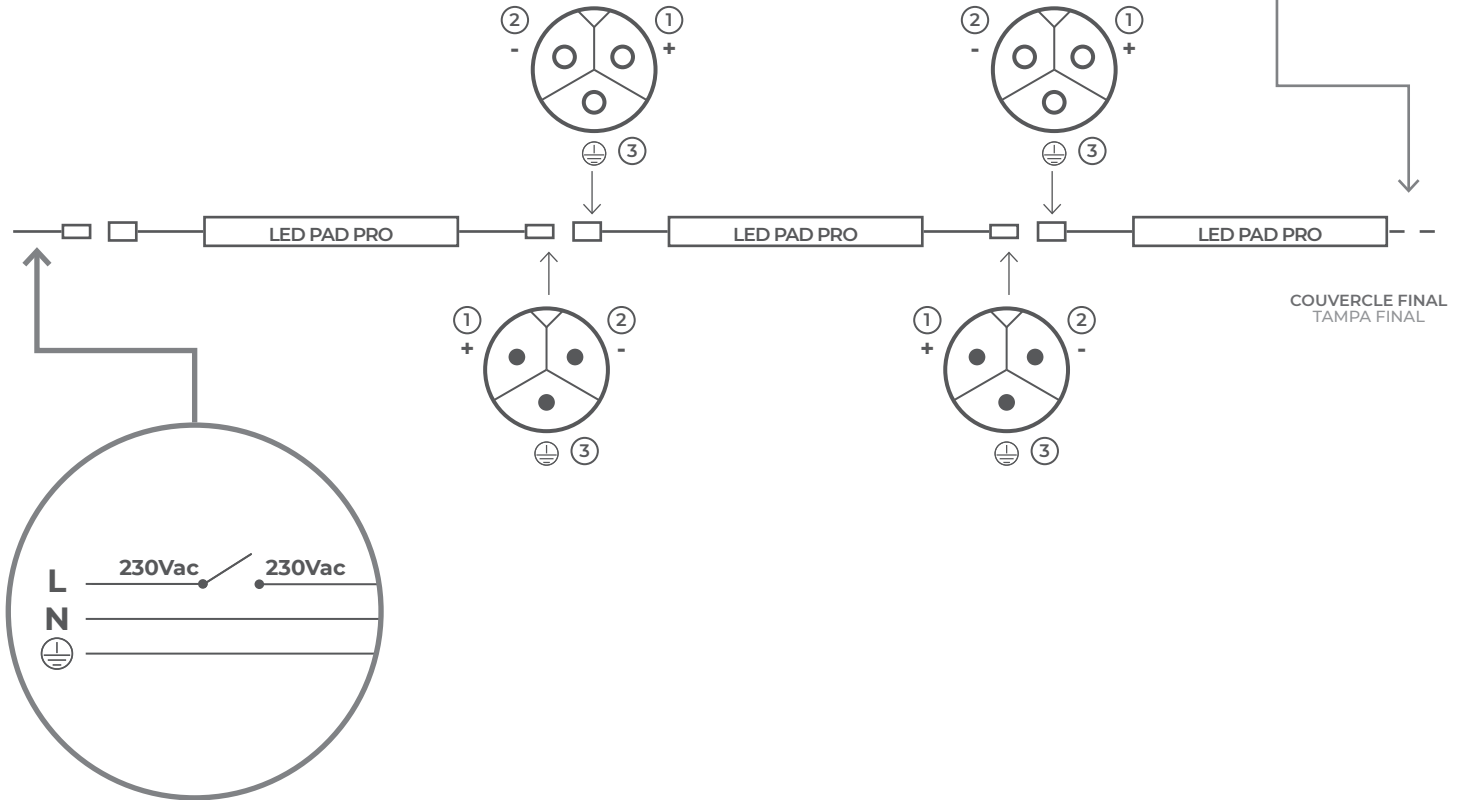 ② ①
- +
② ①
- +
③
③
LED PAD PRO
LED PAD PRO
LED PAD PRO
COUVERCLE FINAL
TAMPA FINAL
① ②
+ -
① ②
+ -
③
③
230Vac 230Vac
L
N